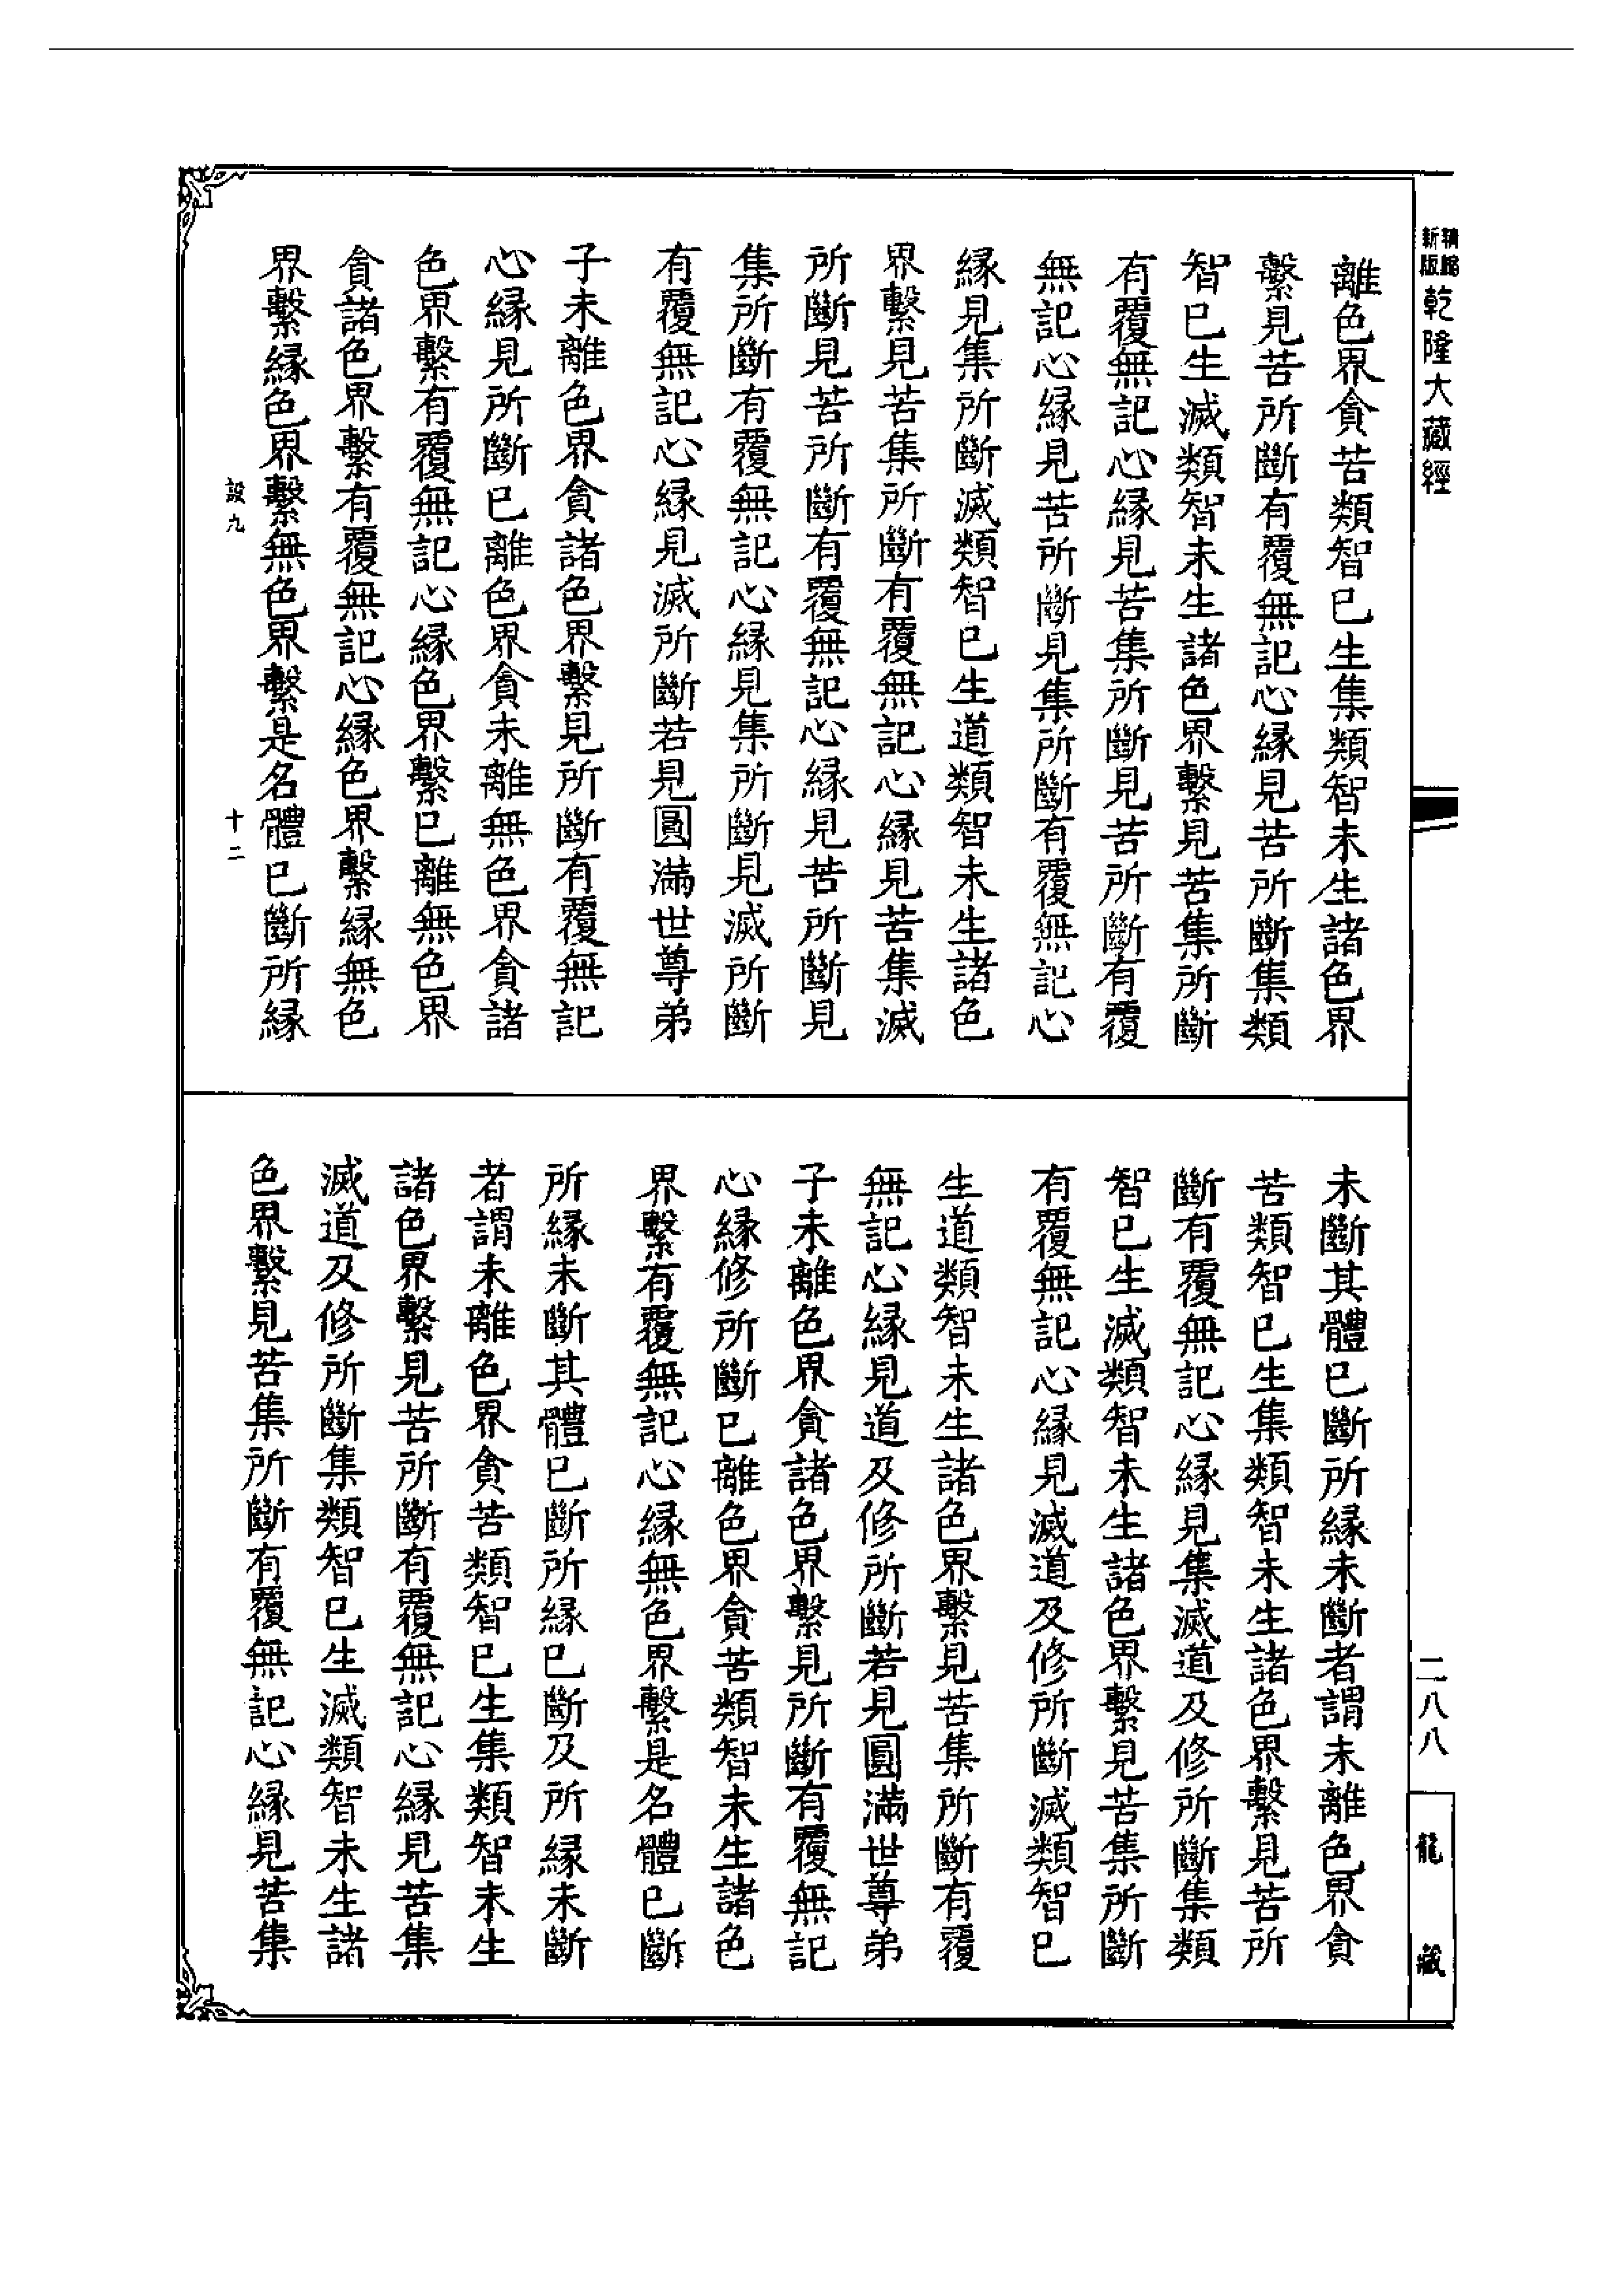 新版
精縮
乾隆大藏經
離色界貪苦類智已生集類智未生諸色界
繫見苦所斷有覆無記心緣見苦所斷集類
智已生滅類智未生諸色界繫見苦集所斷
有覆無記心緣見苦集所斷見苦所斷有覆
無記心緣見苦所斷見集所斷有覆無記心
緣見集所斷滅類智已生道類智未生諸色
界繫見苦集所斷有覆無記心緣見苦集滅
所斷見苦所斷有覆無記心緣見苦所斷見
集所斷有覆無記心緣見集所斷見滅所斷
有覆無記心緣見滅所斷若見圓滿世尊弟
子未離色界貪諸色界繫見所斷有覆無記
心緣見所斷已離色界貪未離無色界貪諸
色界繫有覆無記心緣色界繫已離無色界
貪諸色界繫有覆無記心緣色界繫緣無色
界繫緣色界繫無色界繫是名體已斷所緣
設九
十二
未斷其體已斷所緣未斷者謂未離色界貪
苦類智已生集類智未生諸色界繫見苦所
斷有覆無記心緣見集滅道及修所斷集類
智已生滅類智未生諸色界繫見苦集所斷
有覆無記心緣見滅道及修所斷滅類智已
生道類智未生諸色界繫見苦集所斷有覆
無記心緣見道及修所斷若見圓滿世尊弟
子未離色界貪諸色界繫見所斷有覆無記
心緣修所斷已離色界貪苦類智未生諸色
界繫有覆無記心緣無色界繫是名體已斷
所緣未斷其體已斷所緣已斷及所緣未斷
者謂未離色界貪苦類智已生集類智未生
諸色界繫見苦所斷有覆無記心緣見苦集
滅道及修所斷集類智已生滅類智未生諸
色界繫見苦集所斷有覆無記心緣見苦集
二八八
龍藏